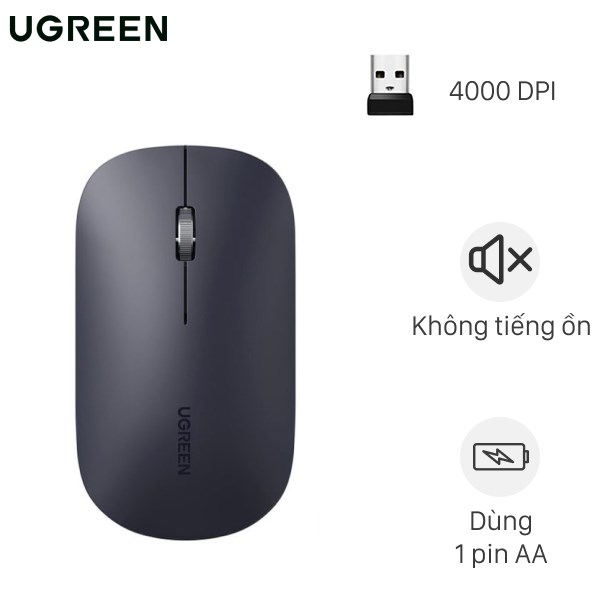 UGREEN
4000 DPI
Không tiếng ồn
UGREEN
Dùng
1 pin AA